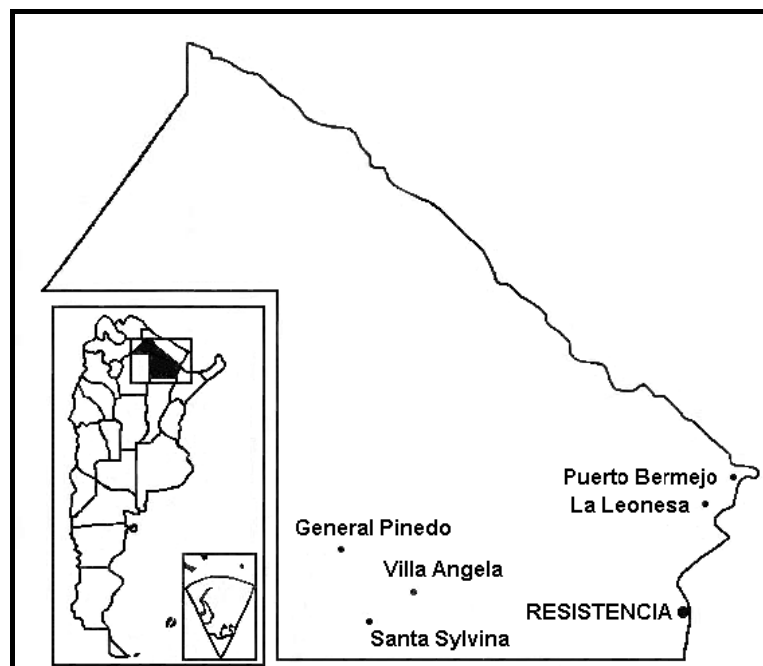 Puerto Bermejo
La Leonesa
General Pinedo
Villa Angela
RESISTENCIA
Santa Sylvina